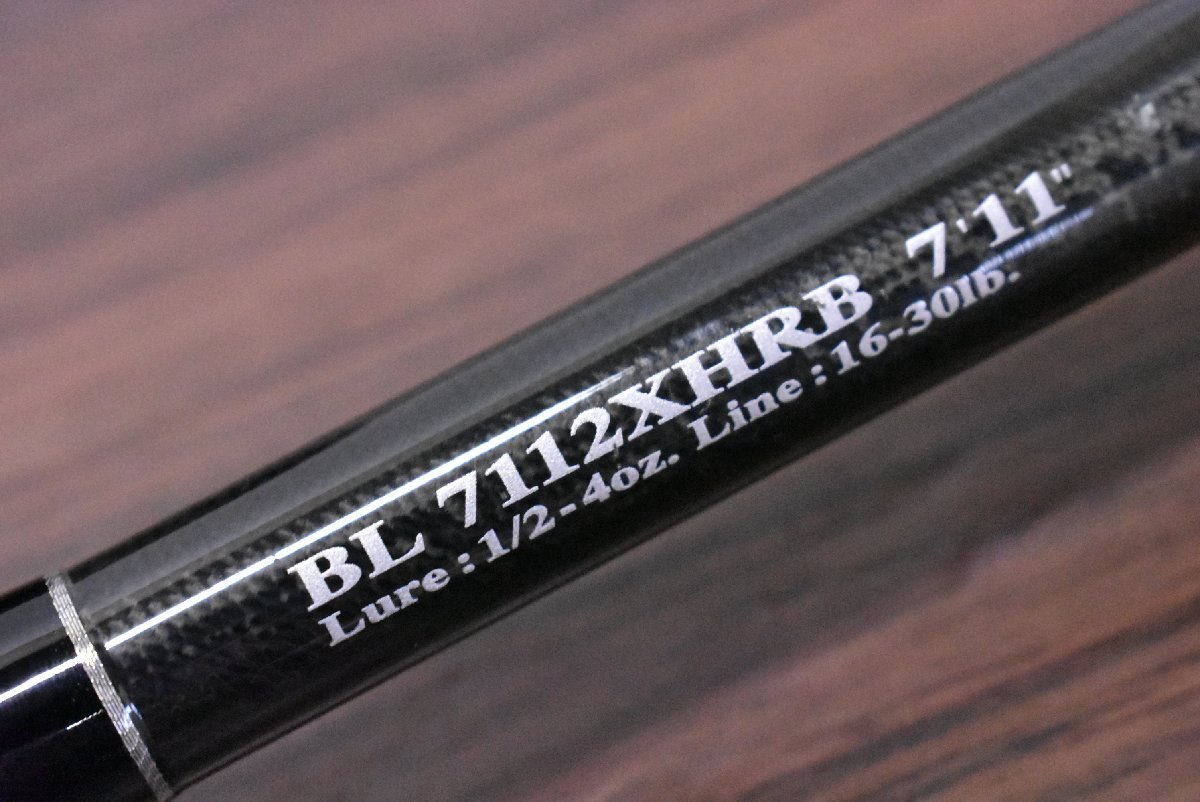 BL 7112XHRB 7'11"
Lure : 1/2 - 4oz. Line : 16-30lb.